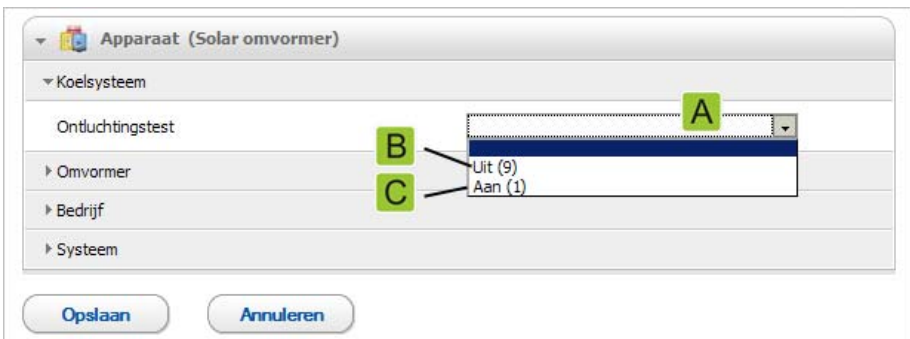 Apparaat (Solar omvormer)
Koelsysteem
Ontluchtingstest
A
B
Uit (9)
C
Aan (1)
Omvormer
Bedrijf
Systeem
Opslaan
Annuleren